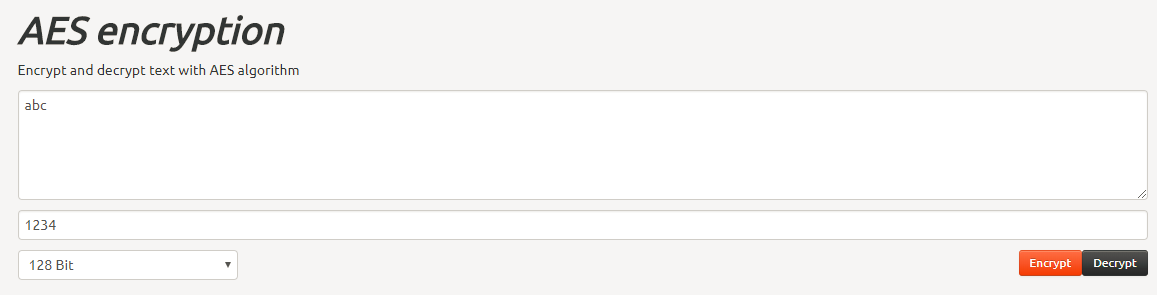 AES encryption
Encrypt and decrypt text with AES algorithm
abc
1234
128 Bit
Encrypt Decrypt